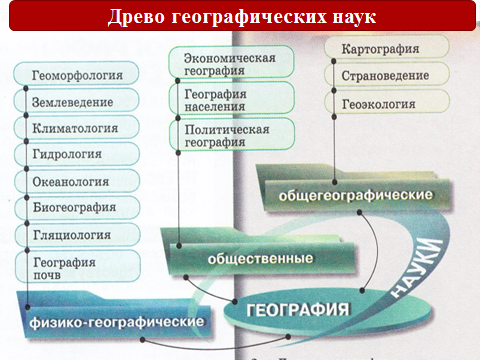 Древо географических наук
Геоморфология
Землеведение
Климатология
Гидрология
Океанология
Биогеография
Гляциология
География
почв
физико-географические
Экономическая
география
География
населения
Политическая
география
общественные
Картография
Страноведение
Геоэкология
общегеографические
ГЕОГРАФИЯ
НАУКИ